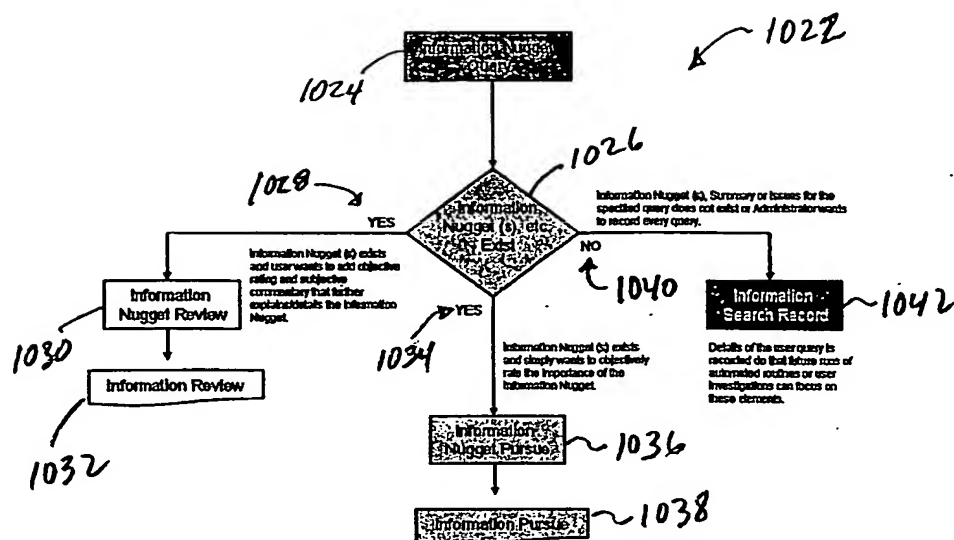 1022
Information Nugget
Query
1024
1026
1028
YES
Information
Nugget (s), etc
Exist
Information Nugget (s), Summary or Issues for the
specified query does not exist or Administrator wants
to record every query.
NO
1040
Information Nugget (s) exists
and user wants to add objective
rating and subjective
commentary that further
explains/details the Information
Nugget.
Information
Nugget Review
1030
Information Review
1032
1034
YES
Information Nugget (s) exists
and simply wants to objectively
rate the importance of the
Information Nugget.
Information
Search Record
1042
Details of the user query is
recorded do that future runs of
automated routines or user
investigations can focus on
these elements.
Information
Nugget Pursue
1036
Information Pursue
1038